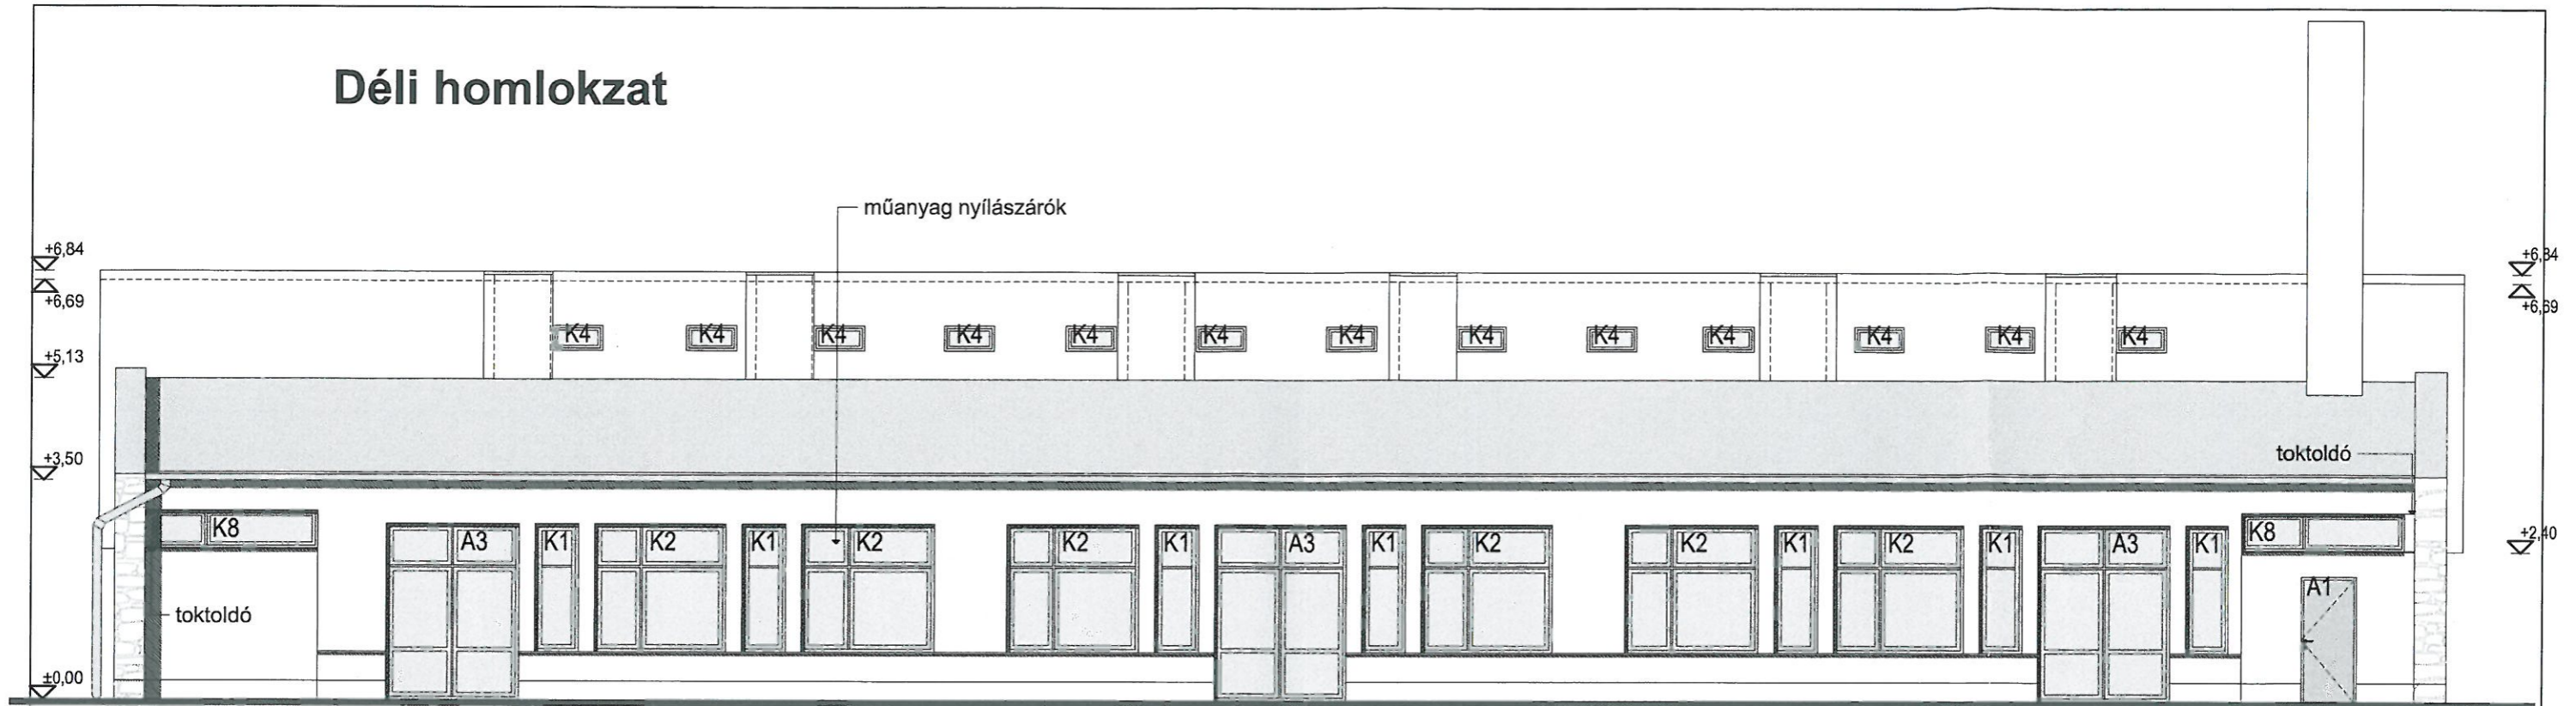 Déli homlokzat
műanyag nyílászárók
+6,84
+6,84
+6,69
+6,69
K4 K4 K4 K4 K4 K4 K4 K4 K4 K4 K4 K4 K4
+5,13
+3,50
toktoldó
K8
K8
+2,40
A3 K1 K2 K1 K2 K2 K1 A3 K1 K2 K2 K1 K2 K1 A3 K1
A1
toktoldó
±0,00